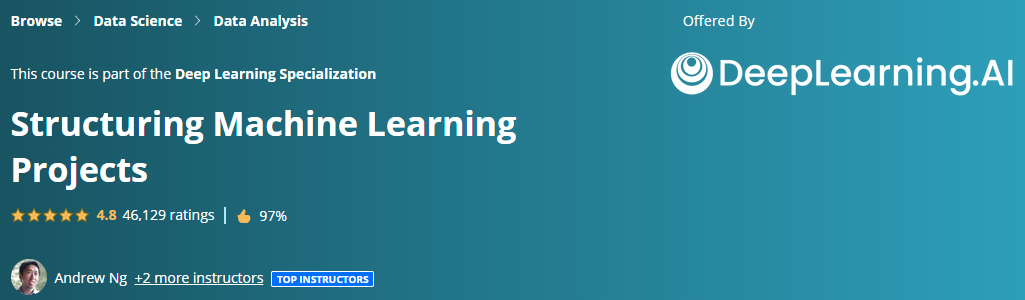 Browse > Data Science > Data Analysis
Offered By
This course is part of the Deep Learning Specialization
DeepLearning.AI
Structuring Machine Learning
Projects
4.8 46,129 ratings | 97%
Andrew Ng +2 more instructors TOP INSTRUCTORS